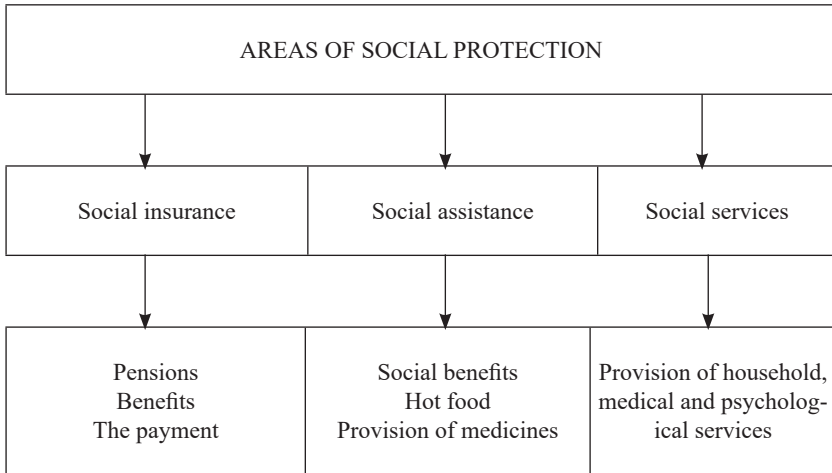 AREAS OF SOCIAL PROTECTION
Social insurance
Social assistance
Social services
Pensions
Benefits
The payment
Social benefits
Hot food
Provision of medicines
Provision of household,
medical and psycholog-
ical services